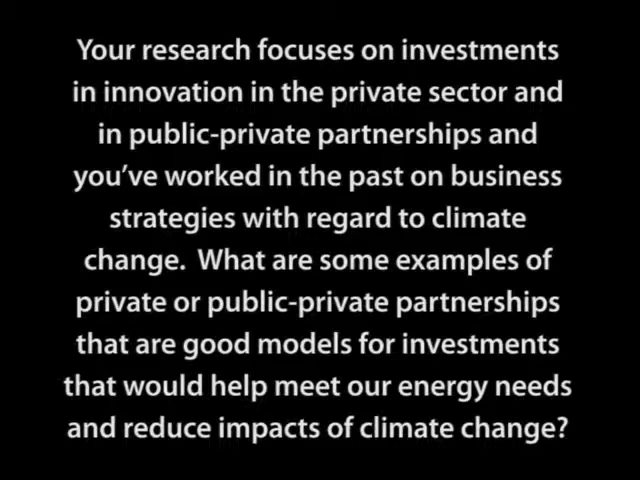 Your research focuses on investments
in innovation in the private sector and
in public-private partnerships and
you’ve worked in the past on business
strategies with regard to climate
change.  What are some examples of
private or public-private partnerships
that are good models for investments
that would help meet our energy needs
and reduce impacts of climate change?